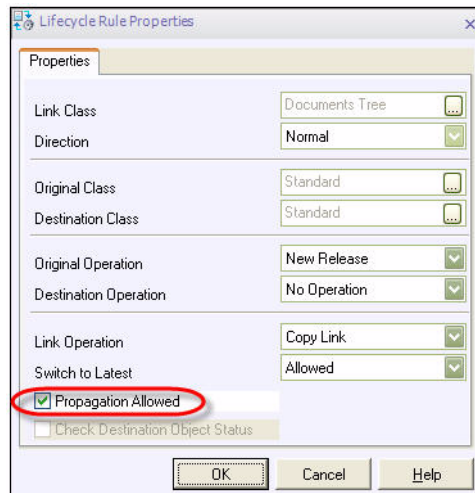 Lifecycle Rule Properties
Properties
Link Class Documents Tree ...
Direction Normal
Original Class Standard ...
Destination Class Standard ...
Original Operation New Release
Destination Operation No Operation
Link Operation Copy Link
Switch to Latest Allowed
Propagation Allowed
Check Destination Object Status
OK Cancel Help